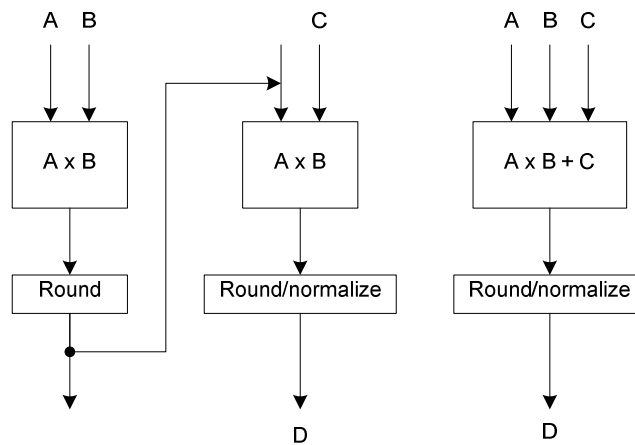 A B C A B C
A x B A x B A x B + C
Round Round/normalize Round/normalize
D D